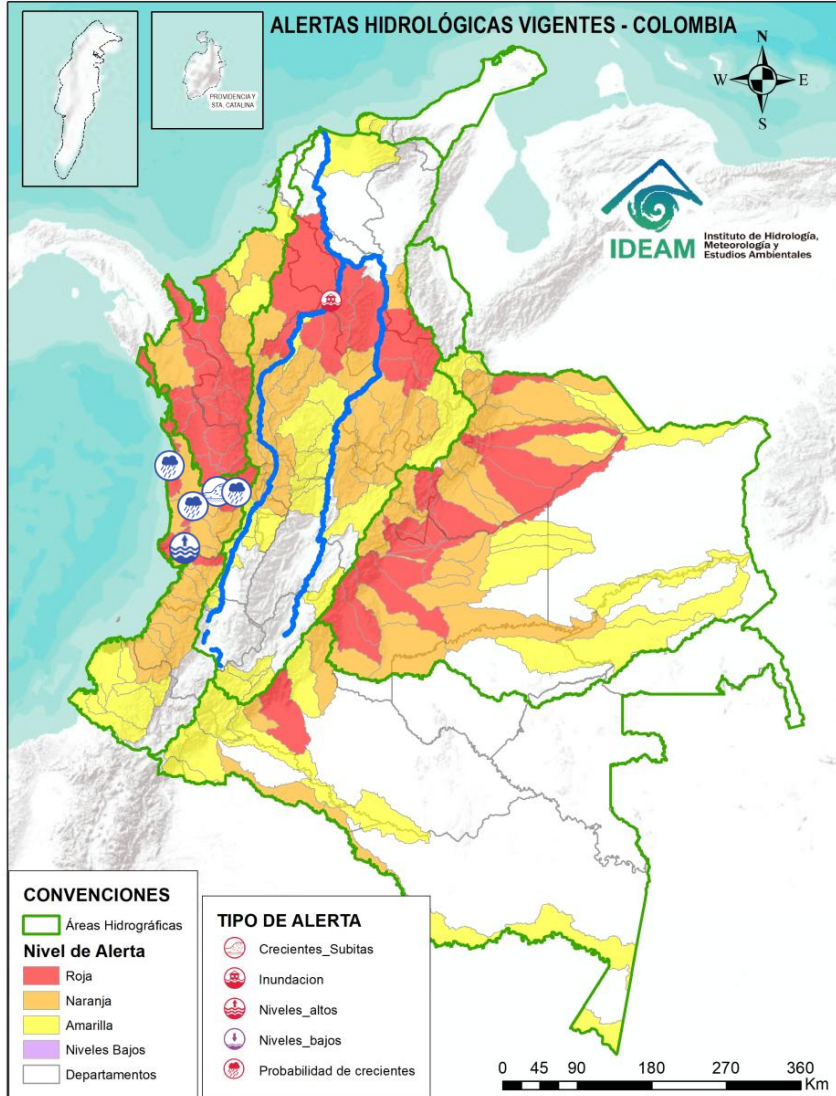 ALERTAS HIDROLÓGICAS VIGENTES - COLOMBIA
PROVIDENCIA Y
STA. CATALINA
N
W
E
S
IDEAM
Instituto de Hidrología,
Meteorología y
Estudios Ambientales
CONVENCIONES
Áreas Hidrográficas
Nivel de Alerta
Roja
Naranja
Amarilla
Niveles Bajos
Departamentos
TIPO DE ALERTA
Crecientes_Subitas
Inundacion
Niveles_altos
Niveles_bajos
Probabilidad de crecientes
0 45 90 180 270 360
Km